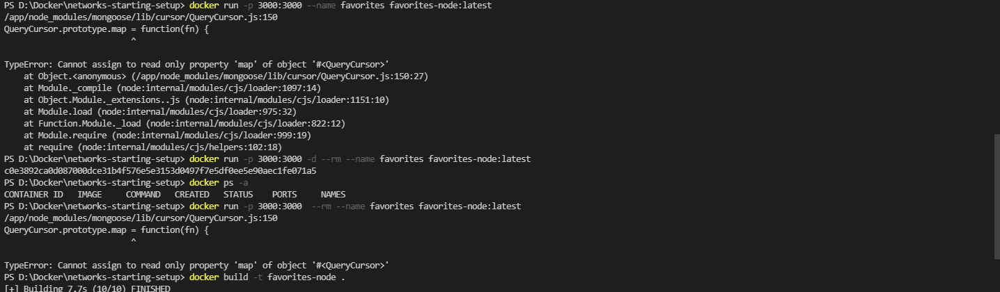 PS D:\Docker\networks-starting-setup> docker run -p 3000:3000 --name favorites favorites-node:latest
/app/node_modules/mongoose/lib/cursor/QueryCursor.js:150
QueryCursor.prototype.map = function(fn) {
^
TypeError: Cannot assign to read only property 'map' of object '#<QueryCursor>'
at Object.<anonymous> (/app/node_modules/mongoose/lib/cursor/QueryCursor.js:150:27)
at Module._compile (node:internal/modules/cjs/loader:1097:14)
at Object.Module._extensions..js (node:internal/modules/cjs/loader:1151:10)
at Module.load (node:internal/modules/cjs/loader:975:32)
at Function.Module._load (node:internal/modules/cjs/loader:822:12)
at Module.require (node:internal/modules/cjs/loader:999:19)
at require (node:internal/modules/cjs/helpers:102:18)
PS D:\Docker\networks-starting-setup> docker run -p 3000:3000 -d --rm --name favorites favorites-node:latest
c0e3892ca0d087000dce31b4f576e5e3153d0497f7e5df0ee5e90aec1fe071a5
PS D:\Docker\networks-starting-setup> docker ps -a
CONTAINER ID   IMAGE     COMMAND   CREATED   STATUS    PORTS     NAMES
PS D:\Docker\networks-starting-setup> docker run -p 3000:3000  --rm --name favorites favorites-node:latest
/app/node_modules/mongoose/lib/cursor/QueryCursor.js:150
QueryCursor.prototype.map = function(fn) {
^
TypeError: Cannot assign to read only property 'map' of object '#<QueryCursor>'
PS D:\Docker\networks-starting-setup> docker build -t favorites-node .
[+] Building 7.7s (10/10) FINISHED